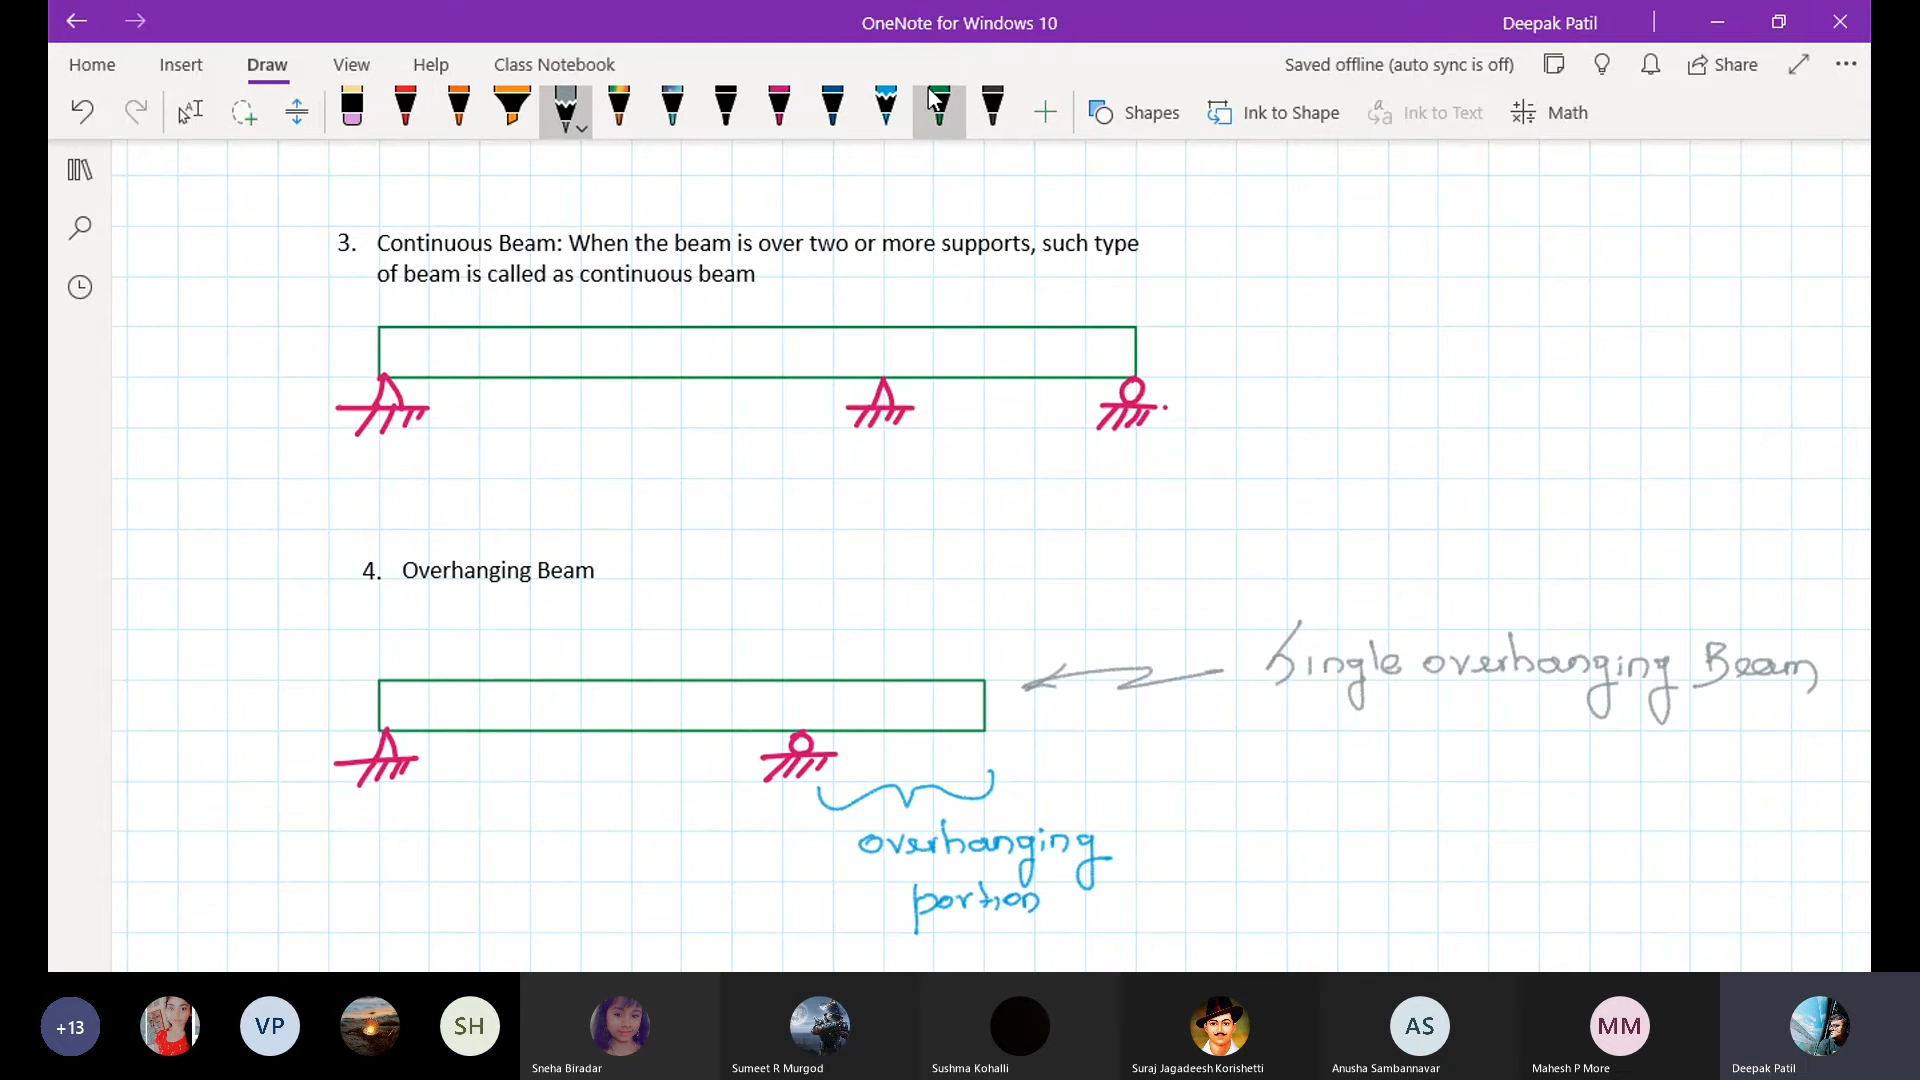 OneNote for Windows 10
Deepak Patil
Home Insert Draw View Help Class Notebook
Saved offline (auto sync is off)
Share
Shapes
Ink to Shape
Ink to Text
Math
3. Continuous Beam: When the beam is over two or more supports, such type
of beam is called as continuous beam
4. Overhanging Beam
Single overhanging Beam
overhanging
portion
+13
VP
SH
AS
MM
Sneha Biradar
Sumeet R Murgod
Sushma Kohalli
Suraj Jagadeesh Korishetti
Anusha Sambannavar
Mahesh P More
Deepak Patil